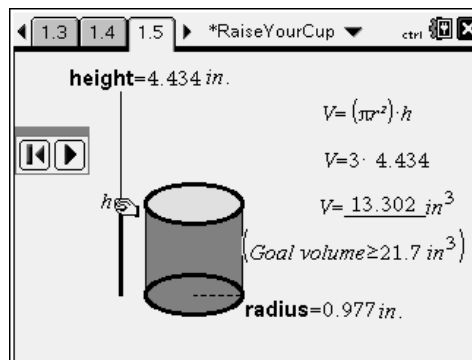 1.3 1.4 1.5 *RaiseYourCup ctrl
height=4.434 in.
V=(πr²)·h
V=3· 4.434
h
V= 13.302 in³
(Goal volume≥21.7 in³)
radius=0.977 in.